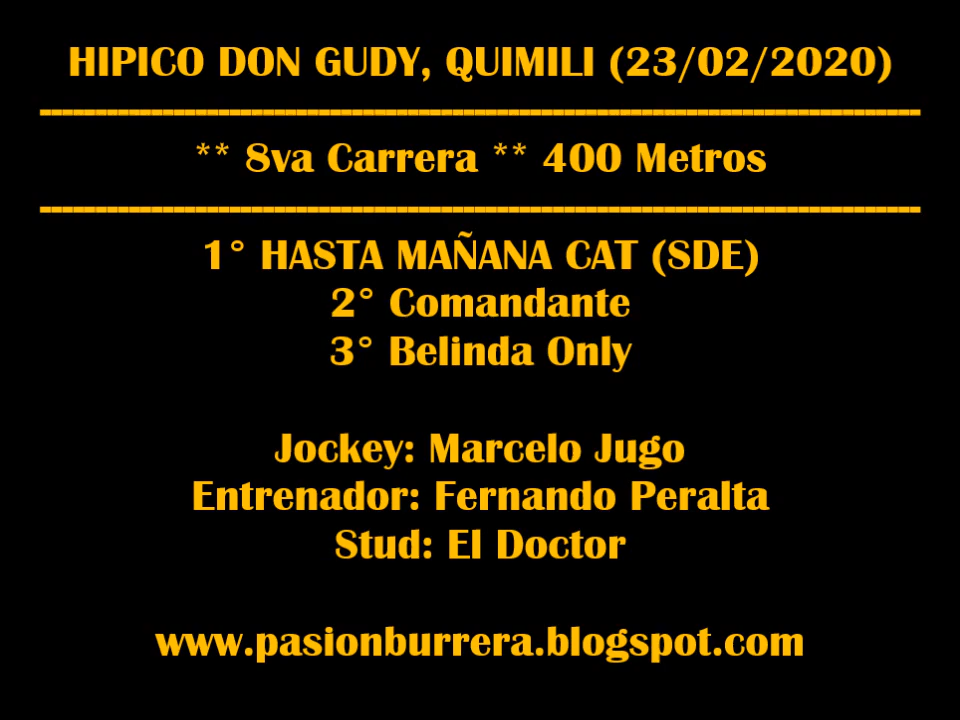 HIPICO DON GUDY, QUIMILI (23/02/2020)
--------------------------------------------------------------------------------
** 8va Carrera ** 400 Metros
--------------------------------------------------------------------------------
1° HASTA MAÑANA CAT (SDE)
2° Comandante
3° Belinda Only
Jockey: Marcelo Jugo
Entrenador: Fernando Peralta
Stud: El Doctor
www.pasionburrera.blogspot.com